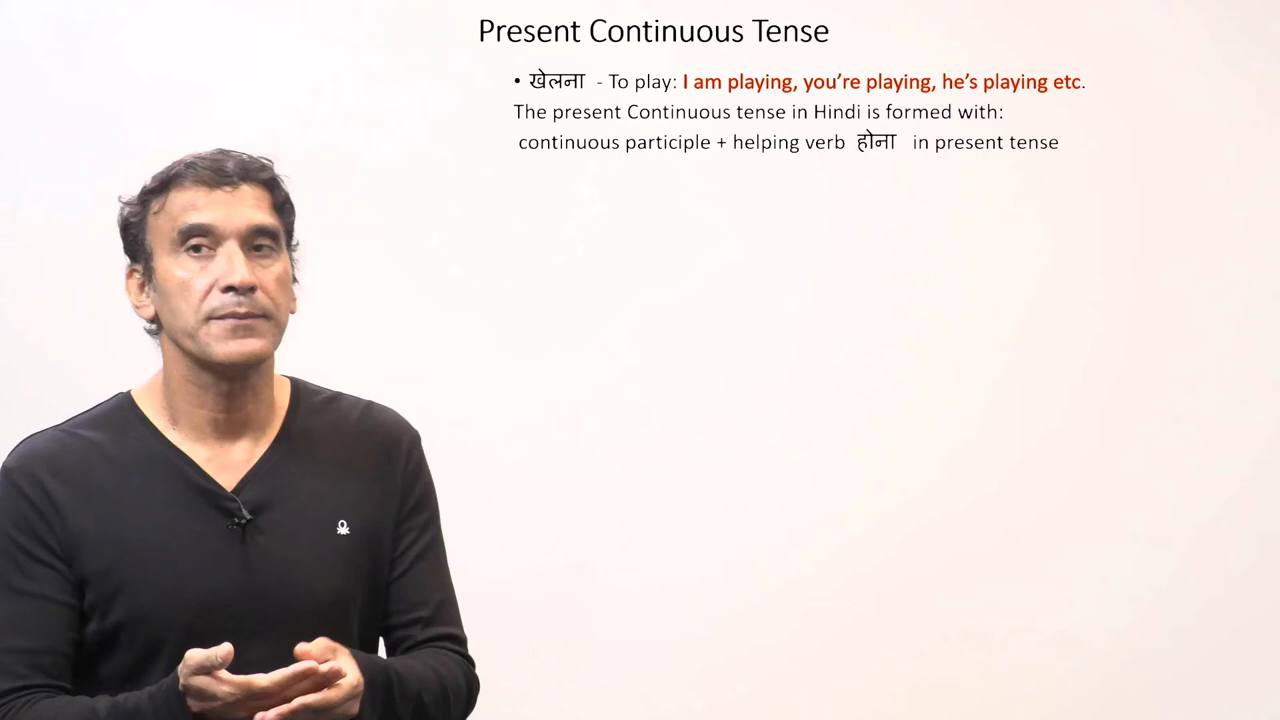 Present Continuous Tense
• खेलना - To play: I am playing, you’re playing, he’s playing etc.
The present Continuous tense in Hindi is formed with:
continuous participle + helping verb होना in present tense